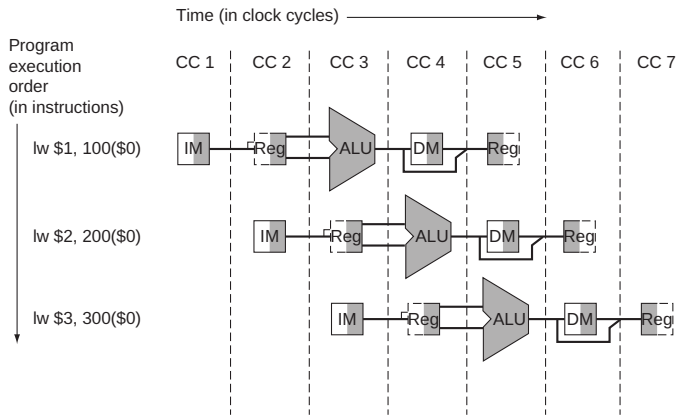 Time (in clock cycles)
Program
execution
order
(in instructions)
CC 1 CC 2 CC 3 CC 4 CC 5 CC 6 CC 7
lw $1, 100($0) IM Reg ALU DM Reg
lw $2, 200($0) IM Reg ALU DM Reg
lw $3, 300($0) IM Reg ALU DM Reg